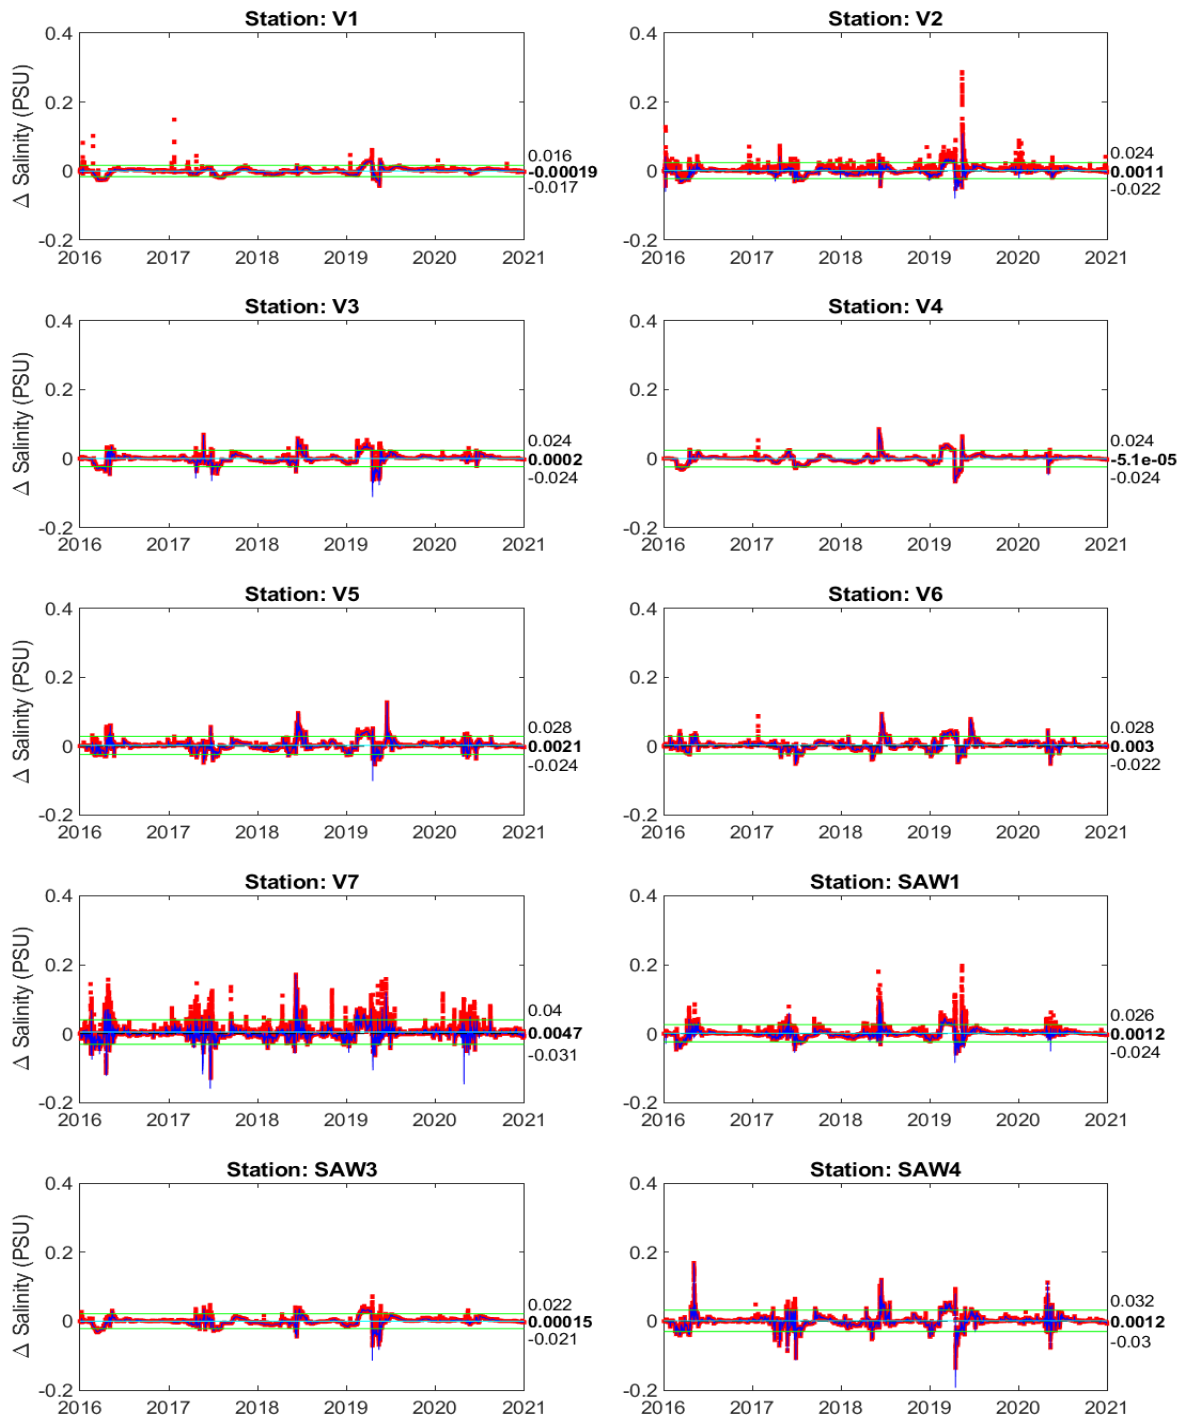 Station: V1
Station: V2
Δ Salinity (PSU)
0.4
0.2
0
-0.2
2016 2017 2018 2019 2020 2021
0.016
-0.00019
-0.017
0.4
0.2
0
-0.2
2016 2017 2018 2019 2020 2021
0.024
0.0011
-0.022
Station: V3
Station: V4
Δ Salinity (PSU)
0.4
0.2
0
-0.2
2016 2017 2018 2019 2020 2021
0.024
0.0002
-0.024
0.4
0.2
0
-0.2
2016 2017 2018 2019 2020 2021
0.024
-5.1e-05
-0.024
Station: V5
Station: V6
Δ Salinity (PSU)
0.4
0.2
0
-0.2
2016 2017 2018 2019 2020 2021
0.028
0.0021
-0.024
0.4
0.2
0
-0.2
2016 2017 2018 2019 2020 2021
0.028
0.003
-0.022
Station: V7
Station: SAW1
Δ Salinity (PSU)
0.4
0.2
0
-0.2
2016 2017 2018 2019 2020 2021
0.04
0.0047
-0.031
0.4
0.2
0
-0.2
2016 2017 2018 2019 2020 2021
0.026
0.0012
-0.024
Station: SAW3
Station: SAW4
Δ Salinity (PSU)
0.4
0.2
0
-0.2
2016 2017 2018 2019 2020 2021
0.022
0.00015
-0.021
0.4
0.2
0
-0.2
2016 2017 2018 2019 2020 2021
0.032
0.0012
-0.03